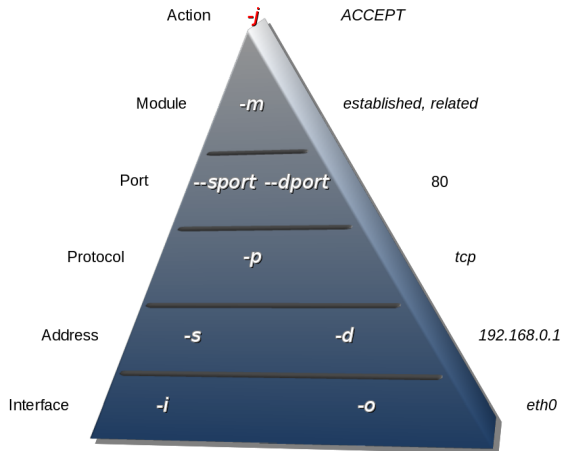 Action -j ACCEPT
Module -m established, related
Port --sport --dport 80
Protocol -p tcp
Address -s -d 192.168.0.1
Interface -i -o eth0